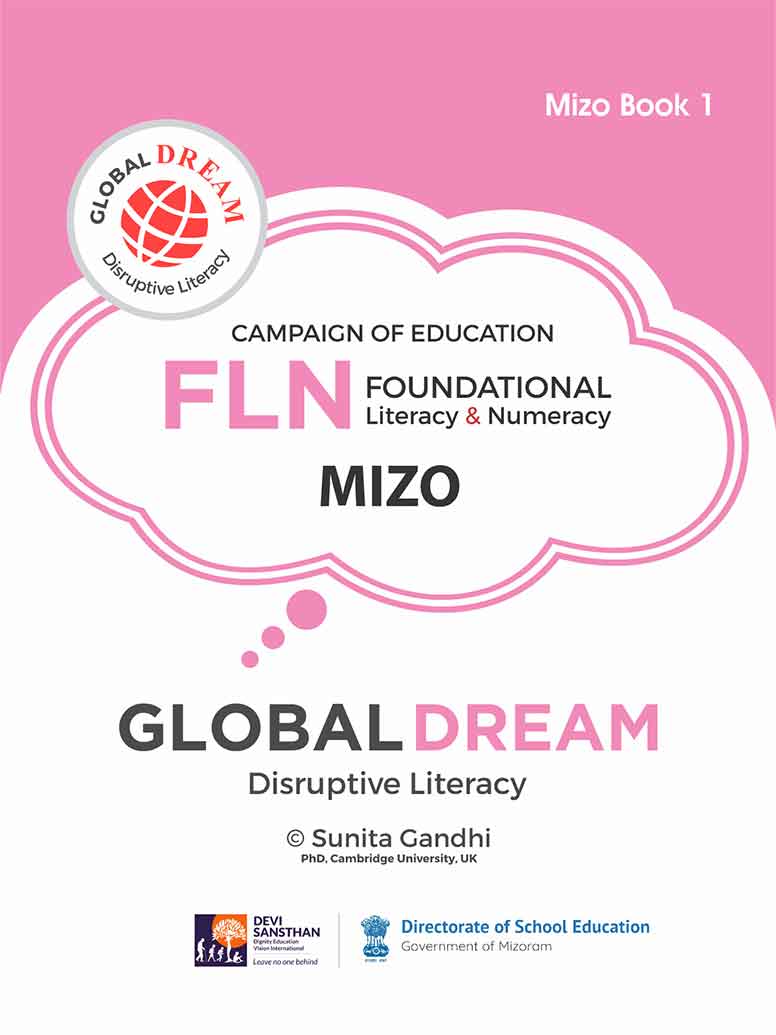 Mizo Book 1
GLOBAL DREAM
Disruptive Literacy
CAMPAIGN OF EDUCATION
FLN FOUNDATIONAL
Literacy & Numeracy
MIZO
GLOBAL DREAM
Disruptive Literacy
© Sunita Gandhi
PhD, Cambridge University, UK
DEVI
SANSTHAN
Dignity Education
Vision International
Leave no one behind
Directorate of School Education
Government of Mizoram